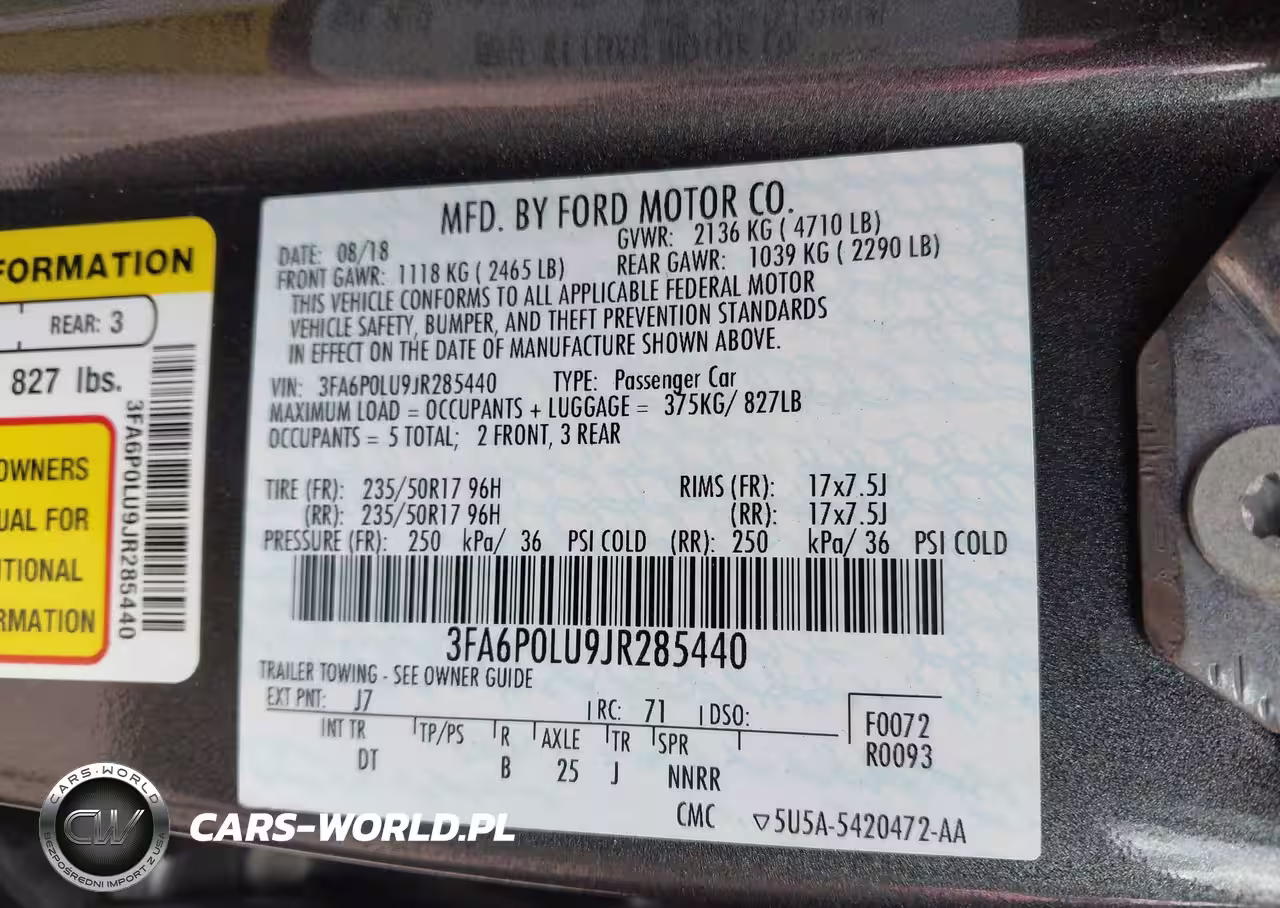 MFD. BY FORD MOTOR CO.
DATE: 08/18 GVWR: 2136 KG ( 4710 LB)
FRONT GAWR: 1118 KG ( 2465 LB) REAR GAWR: 1039 KG ( 2290 LB)
THIS VEHICLE CONFORMS TO ALL APPLICABLE FEDERAL MOTOR
VEHICLE SAFETY, BUMPER, AND THEFT PREVENTION STANDARDS
IN EFFECT ON THE DATE OF MANUFACTURE SHOWN ABOVE.
VIN: 3FA6P0LU9JR285440 TYPE: Passenger Car
MAXIMUM LOAD = OCCUPANTS + LUGGAGE = 375KG/ 827LB
OCCUPANTS = 5 TOTAL; 2 FRONT, 3 REAR
TIRE (FR): 235/50R17 96H RIMS (FR): 17x7.5J
(RR): 235/50R17 96H (RR): 17x7.5J
PRESSURE (FR): 250 kPa/ 36 PSI COLD (RR): 250 kPa/ 36 PSI COLD
3FA6P0LU9JR285440
TRAILER TOWING - SEE OWNER GUIDE
EXT PNT: J7 RC: 71 DSO:
INT TR TP/PS R AXLE TR SPR
DT B 25 J NNRR
F0072
R0093
CMC ▽5U5A-5420472-AA
FORMATION
REAR: 3
827 lbs.
OWNERS
UAL FOR
ITIONAL
RMATION
3FA6P0LU9JR285440
CARS-WORLD
CW
BEZPOŚREDNI IMPORT Z USA
CARS-WORLD.PL